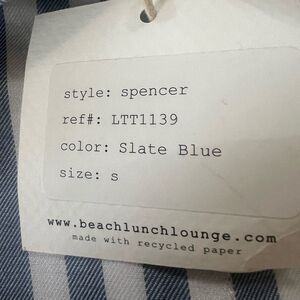 style: spencer
ref#: LTT1139
color: Slate Blue
size: s
www.beachlunchlounge.com
made with recycled paper